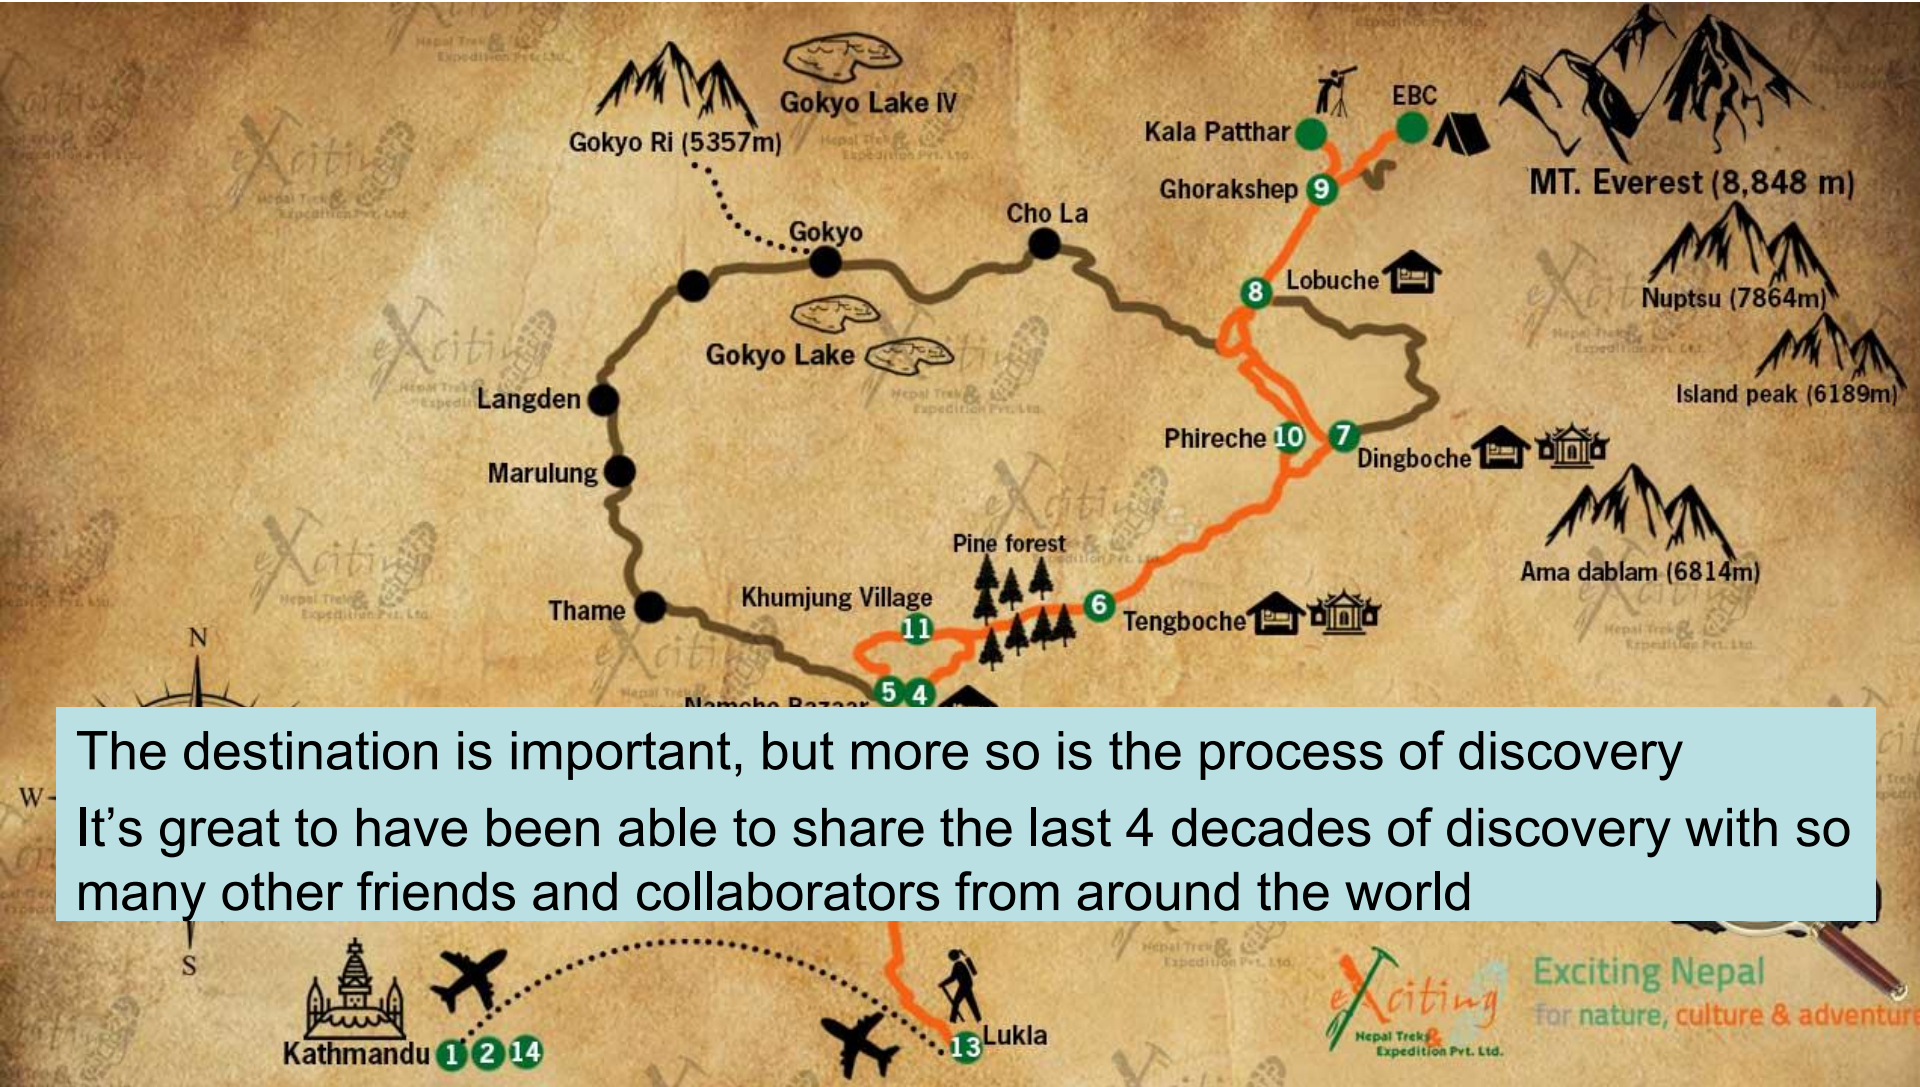 Gokyo Lake IV
EBC
Kala Patthar
Gokyo Ri (5357m)
Ghorakshep 9
MT. Everest (8,848 m)
Cho La
Gokyo
Lobuche
8
Nuptsu (7864m)
Gokyo Lake
Island peak (6189m)
Langden
Phireche 10 7
Dingboche
Marulung
Pine forest
Ama dablam (6814m)
Khumjung Village
Thame
6
Tengboche
11
N
5 4
Namche Bazaar
The destination is important, but more so is the process of discovery
W
It’s great to have been able to share the last 4 decades of discovery with so
many other friends and collaborators from around the world
S
Exciting Nepal
eXciting
for nature, culture & adventure
Nepal Treks &
Expedition Pvt. Ltd.
Lukla
13
Kathmandu 1 2 14